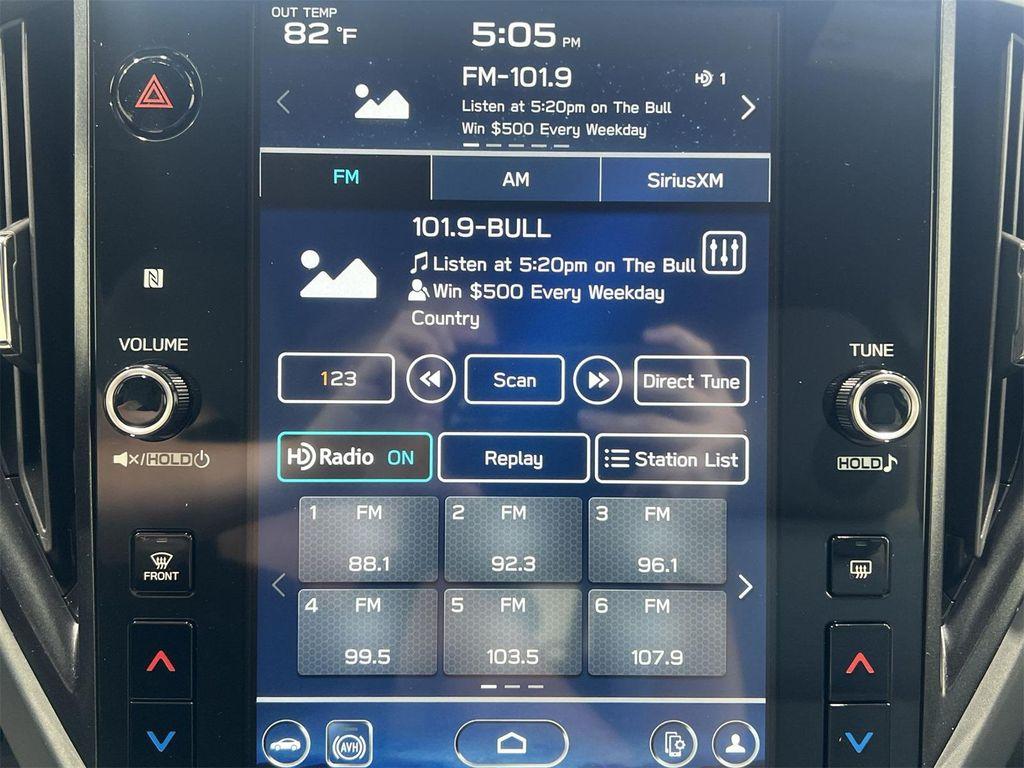 OUT TEMP
82 °F
5:05 PM
FM-101.9
HD 1
Listen at 5:20pm on The Bull
Win $500 Every Weekday
FM
AM
SiriusXM
101.9-BULL
Listen at 5:20pm on The Bull
Win $500 Every Weekday
Country
N
VOLUME
TUNE
123
Scan
Direct Tune
HD Radio ON
Replay
Station List
HOLD
HOLD
1 FM
88.1
2 FM
92.3
3 FM
96.1
4 FM
99.5
5 FM
103.5
6 FM
107.9
FRONT
AVH